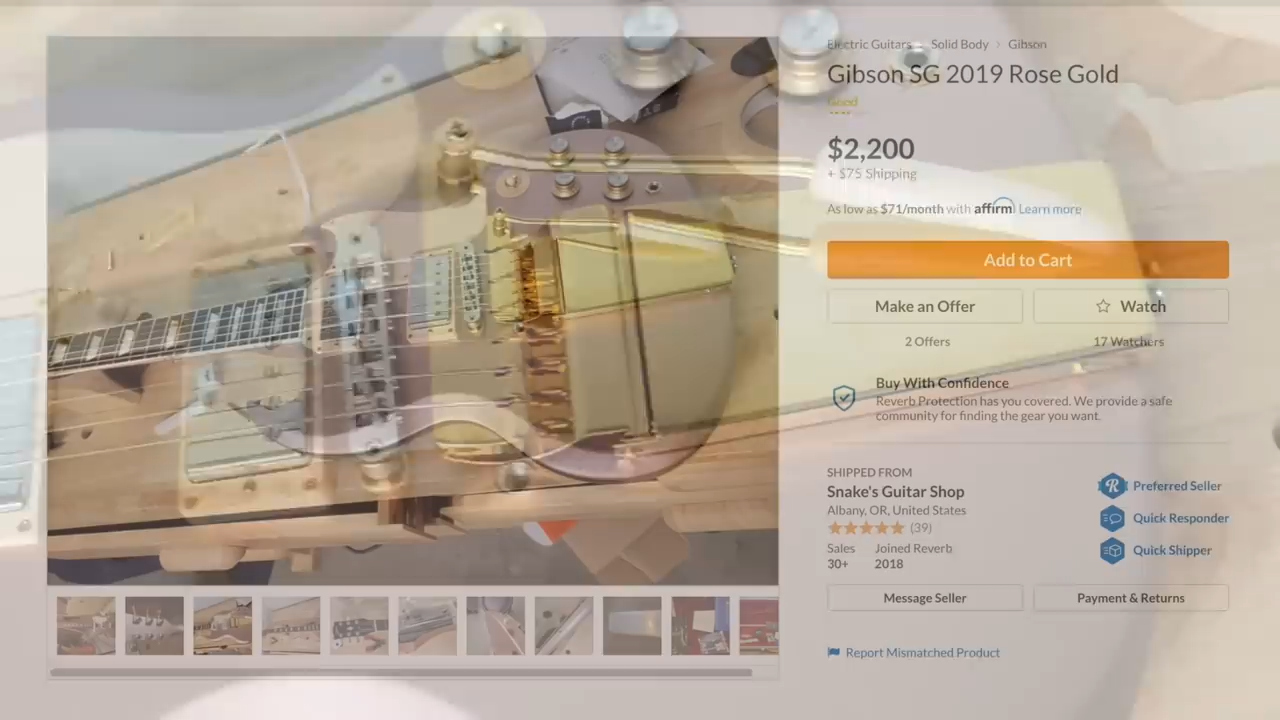 Electric Guitars > Solid Body > Gibson
Gibson SG 2019 Rose Gold
Good
$2,200
+ $75 Shipping
As low as $71/month with affirm Learn more
Add to Cart
Make an Offer
Watch
2 Offers
17 Watchers
Buy With Confidence
Reverb Protection has you covered. We provide a safe
community for finding the gear you want.
SHIPPED FROM
Snake's Guitar Shop
Preferred Seller
Albany, OR, United States
Quick Responder
(39)
Sales
Joined Reverb
Quick Shipper
30+
2018
Message Seller
Payment & Returns
Report Mismatched Product